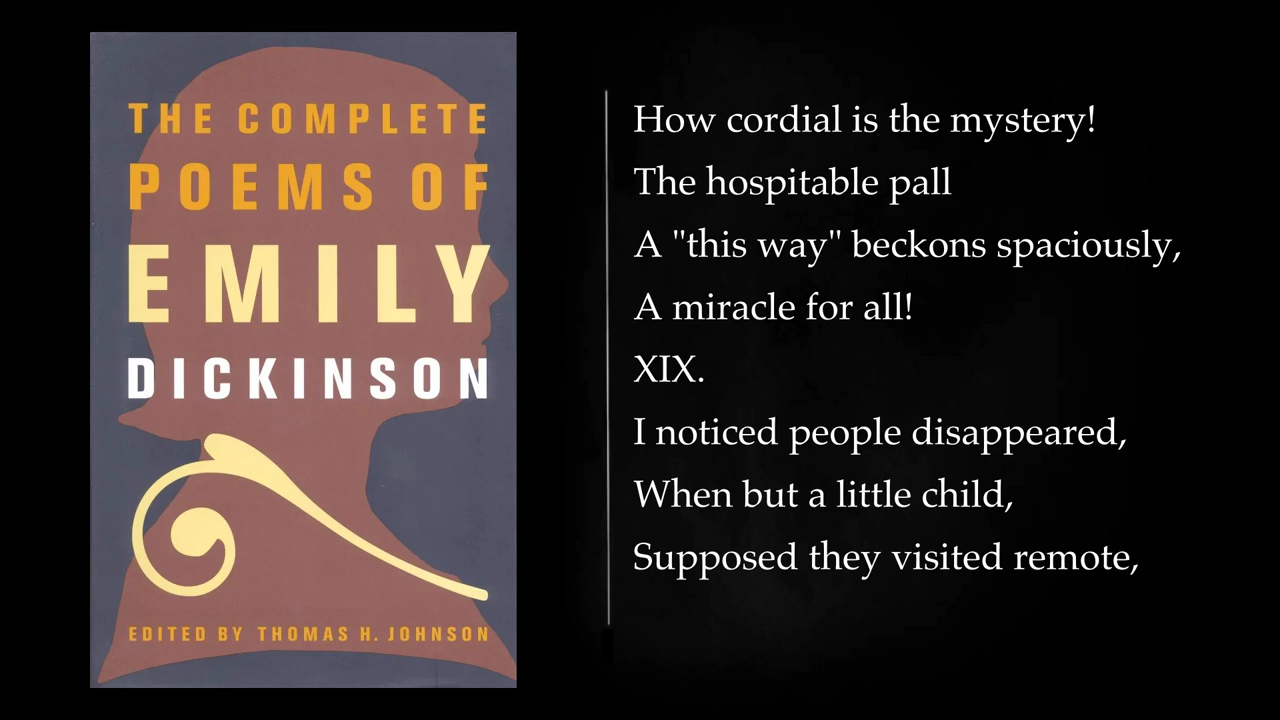 THE COMPLETE
POEMS OF
EMILY
DICKINSON
EDITED BY THOMAS H. JOHNSON
How cordial is the mystery!
The hospitable pall
A "this way" beckons spaciously,
A miracle for all!
XIX.
I noticed people disappeared,
When but a little child,
Supposed they visited remote,